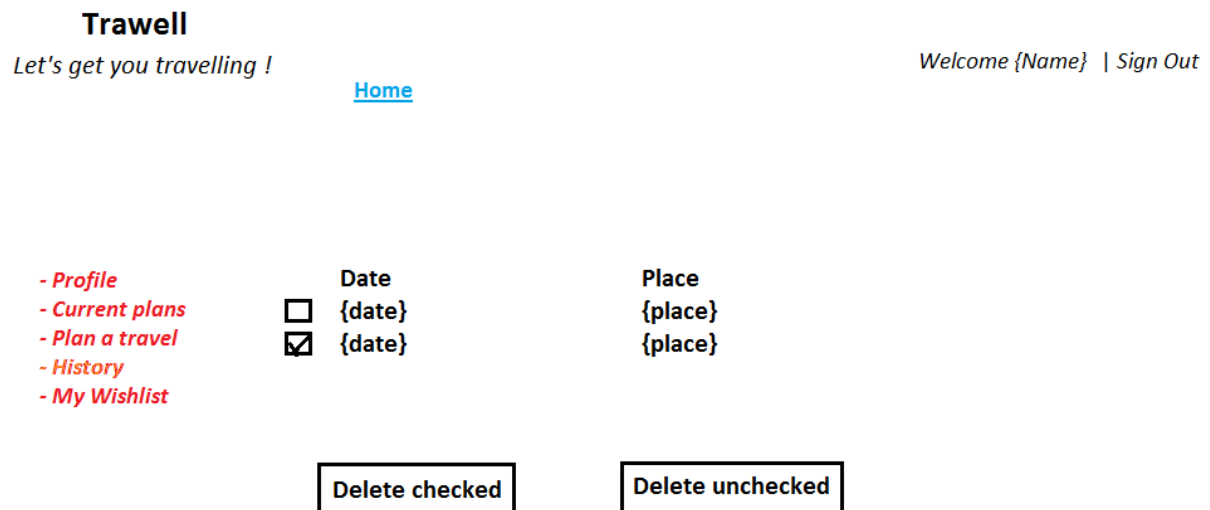 Trawell
Let's get you travelling !
Welcome {Name} | Sign Out
Home
- Profile
- Current plans
- Plan a travel
- History
- My Wishlist
Date Place
{date} {place}
{date} {place}
Delete checked Delete unchecked